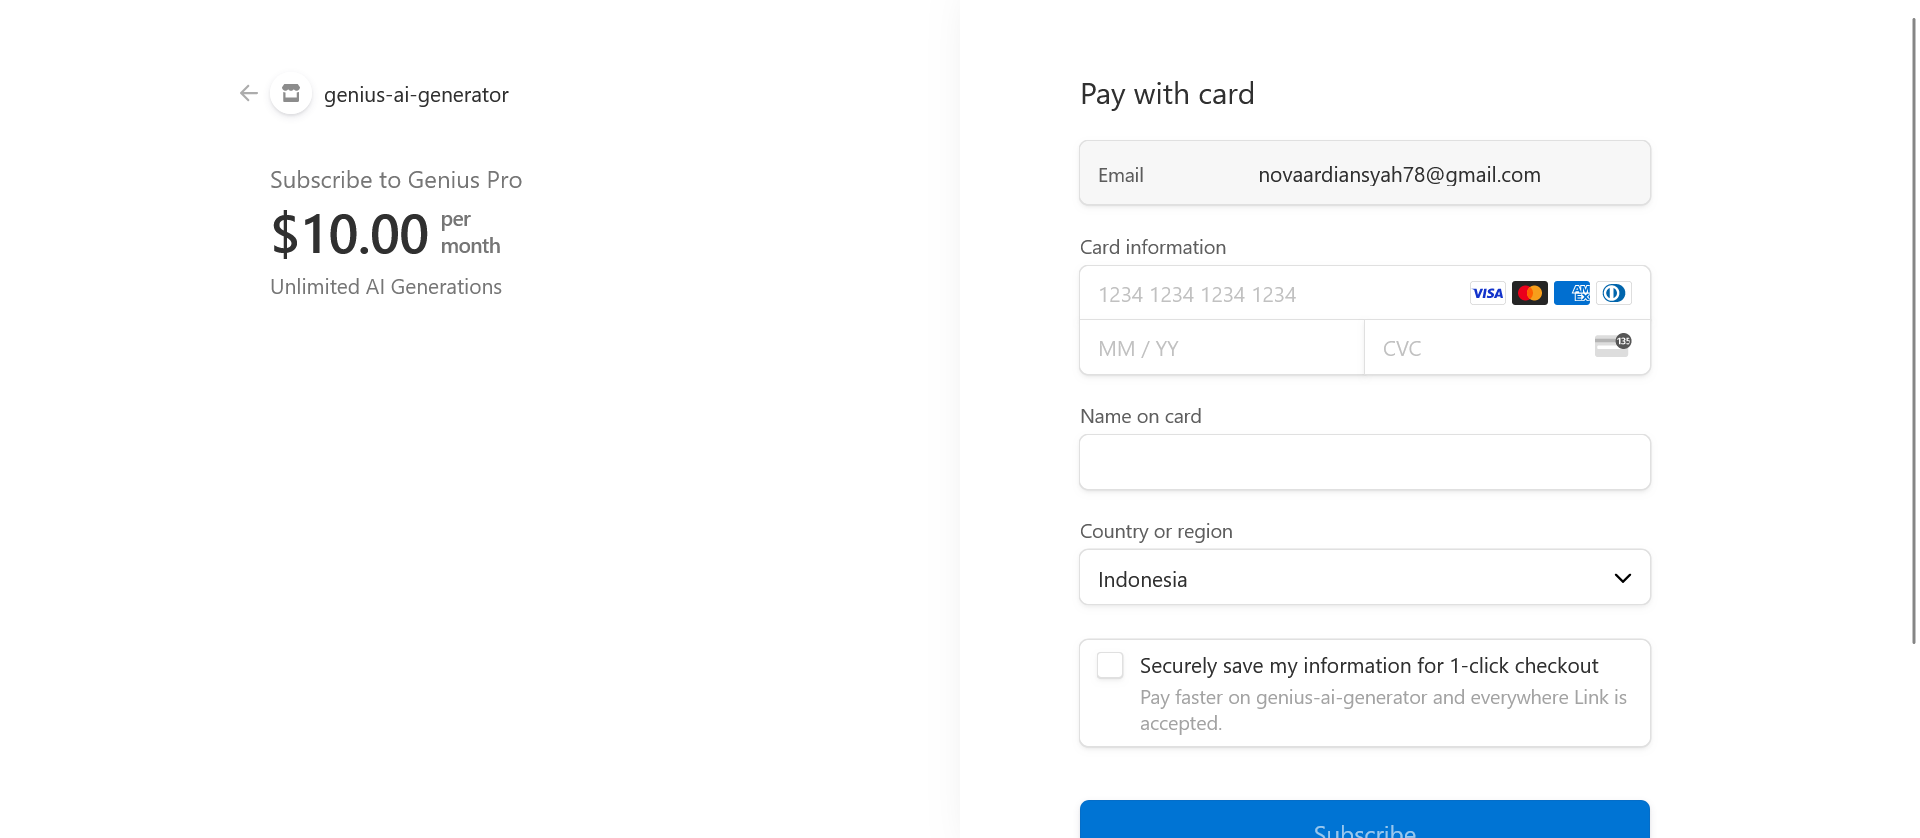 genius-ai-generator
Subscribe to Genius Pro
$10.00 per
month
Unlimited AI Generations
Pay with card
Email novaardiansyah78@gmail.com
Card information
1234 1234 1234 1234 VISA AMEX
MM / YY CVC 135
Name on card
Country or region
Indonesia
Securely save my information for 1-click checkout
Pay faster on genius-ai-generator and everywhere Link is
accepted.
Subscribe